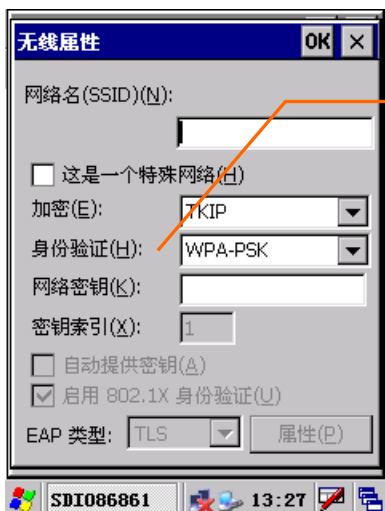 无线属性 OK ×
网络名(SSID)(N):
这是一个特殊网络(H)
加密(E): TKIP
身份验证(H): WPA-PSK
网络密钥(K):
密钥索引(X): 1
自动提供密钥(A)
启用 802.1X 身份验证(U)
EAP 类型: TLS 属性(P)
SDI086861 13:27